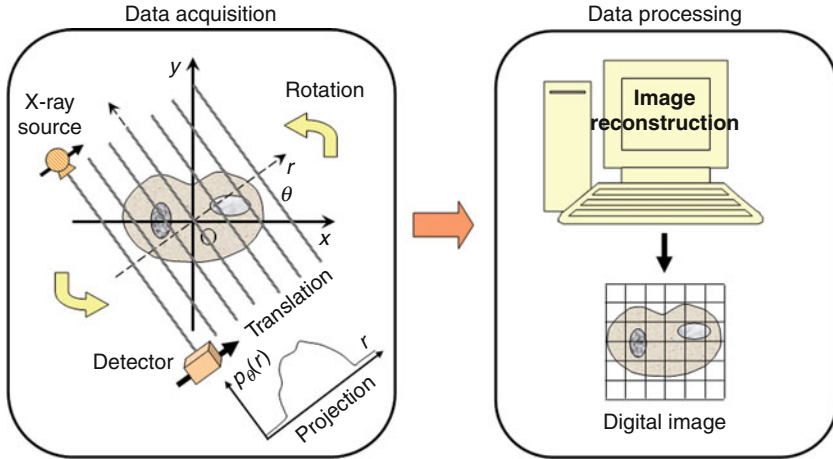 Data acquisition
Data processing
y
X-ray
source
Rotation
r
θ
O
x
Translation
Detector
pθ(r)
r
Projection
Image
reconstruction
Digital image